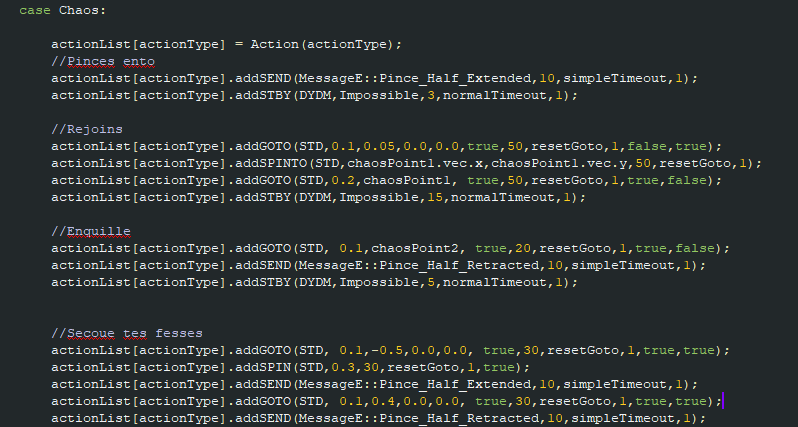 case Chaos:
actionList[actionType] = Action(actionType);
//Pinces ento
actionList[actionType].addSEND(MessageE::Pince_Half_Extended,10,simpleTimeout,1);
actionList[actionType].addSTBY(DYDM,Impossible,3,normalTimeout,1);
//Rejoins
actionList[actionType].addGOTO(STD,0.1,0.05,0.0,0.0,true,50,resetGoto,1,false,true);
actionList[actionType].addSPINTO(STD,chaosPoint1.vec.x,chaosPoint1.vec.y,50,resetGoto,1);
actionList[actionType].addGOTO(STD,0.2,chaosPoint1, true,50,resetGoto,1,true,false);
actionList[actionType].addSTBY(DYDM,Impossible,15,normalTimeout,1);
//Enquille
actionList[actionType].addGOTO(STD, 0.1,chaosPoint2, true,20,resetGoto,1,true,false);
actionList[actionType].addSEND(MessageE::Pince_Half_Retracted,10,simpleTimeout,1);
actionList[actionType].addSTBY(DYDM,Impossible,5,normalTimeout,1);
//Secoue tes fesses
actionList[actionType].addGOTO(STD, 0.1,-0.5,0.0,0.0, true,30,resetGoto,1,true,true);
actionList[actionType].addSPIN(STD,0.3,30,resetGoto,1,true);
actionList[actionType].addSEND(MessageE::Pince_Half_Extended,10,simpleTimeout,1);
actionList[actionType].addGOTO(STD, 0.1,0.4,0.0,0.0, true,30,resetGoto,1,true,true);
actionList[actionType].addSEND(MessageE::Pince_Half_Retracted,10,simpleTimeout,1);